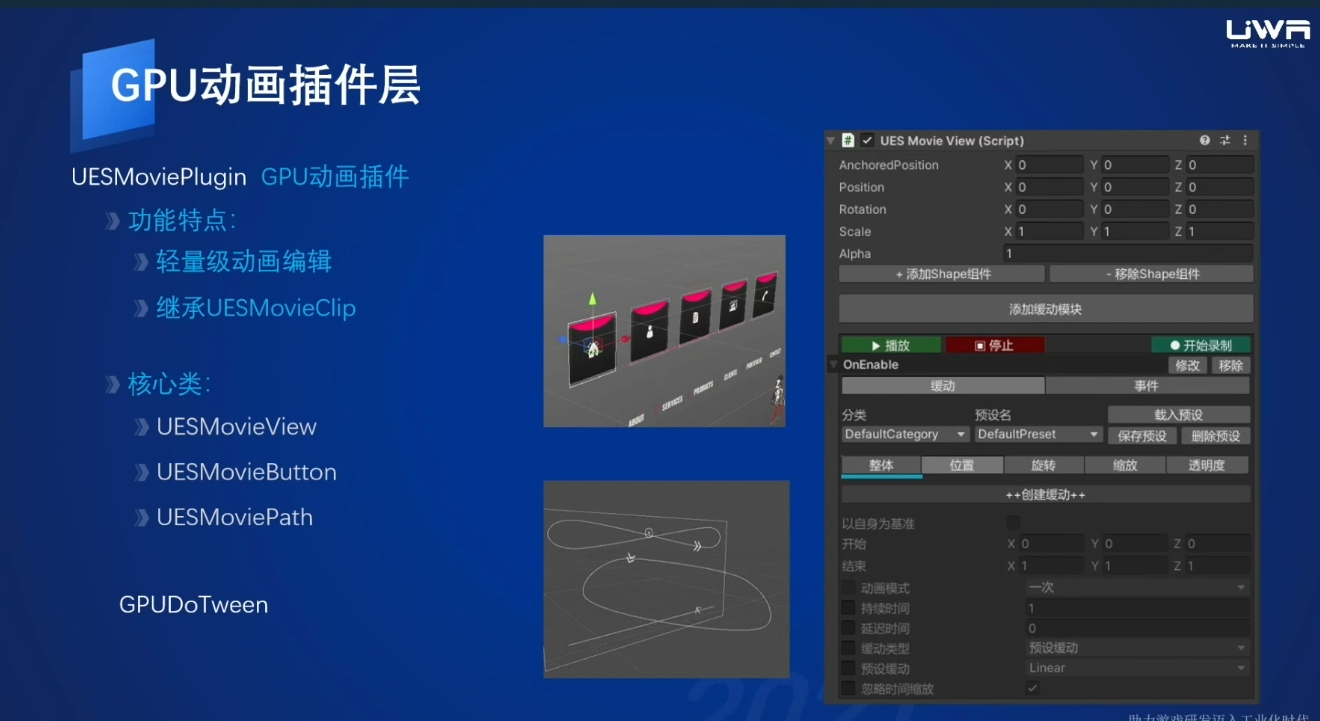 UWA
MAKE IT SIMPLE
GPU动画插件层
UESMoviePlugin GPU动画插件
功能特点:
轻量级动画编辑
继承UESMovieClip
核心类:
UESMovieView
UESMovieButton
UESMoviePath
GPUDoTween
ABOUT SERVICES PRODUCTS CLIENTS PORTFOLIO CONTACT
UES Movie View (Script)
AnchoredPosition X 0 Y 0 Z 0
Position X 0 Y 0 Z 0
Rotation X 0 Y 0 Z 0
Scale X 1 Y 1 Z 1
Alpha 1
+ 添加Shape组件 - 移除Shape组件
添加缓动模块
播放 停止 开始录制
OnEnable 修改 移除
缓动 事件
分类 预设名 载入预设
DefaultCategory DefaultPreset 保存预设 删除预设
整体 位置 旋转 缩放 透明度
++创建缓动++
以自身为基准
开始 X 0 Y 0 Z 0
结束 X 1 Y 1 Z 1
动画模式 一次
持续时间 1
延迟时间 0
缓动类型 预设缓动
预设缓动 Linear
忽略时间缩放
助力游戏研发迈入工业化时代